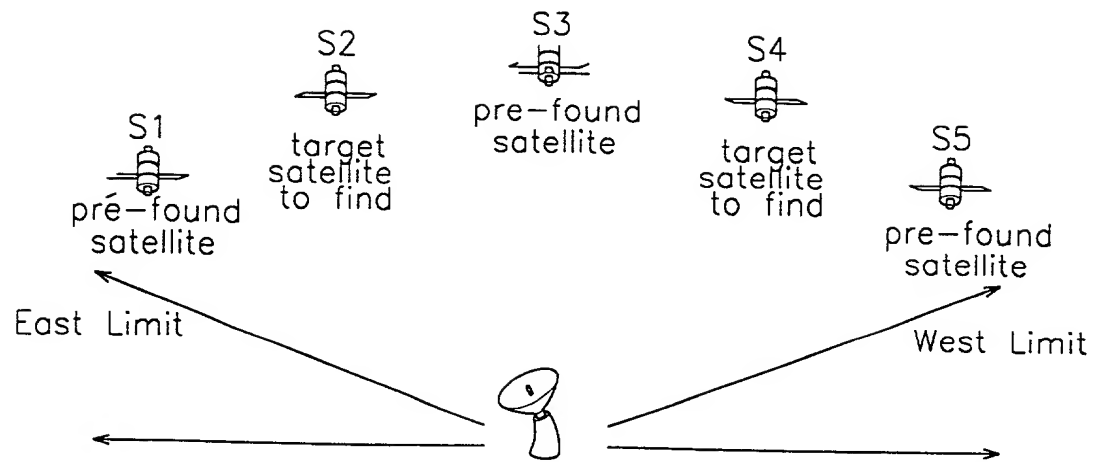 S1
pré-found
satellite
S2
target
satellite
to find
S3
pre-found
satellite
S4
target
satellite
to find
S5
pre-found
satellite
East Limit
West Limit